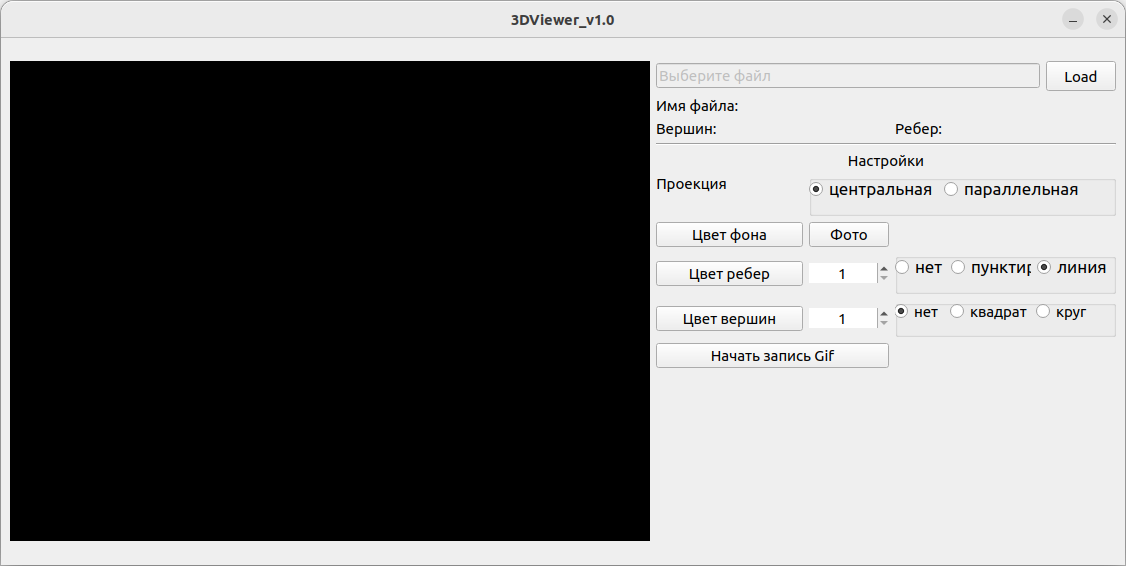 3DViewer_v1.0
Выберите файл Load
Имя файла:
Вершин: Ребер:
Настройки
Проекция центральная параллельная
Цвет фона Фото
Цвет ребер 1 нет пунктир линия
Цвет вершин 1 нет квадрат круг
Начать запись Gif